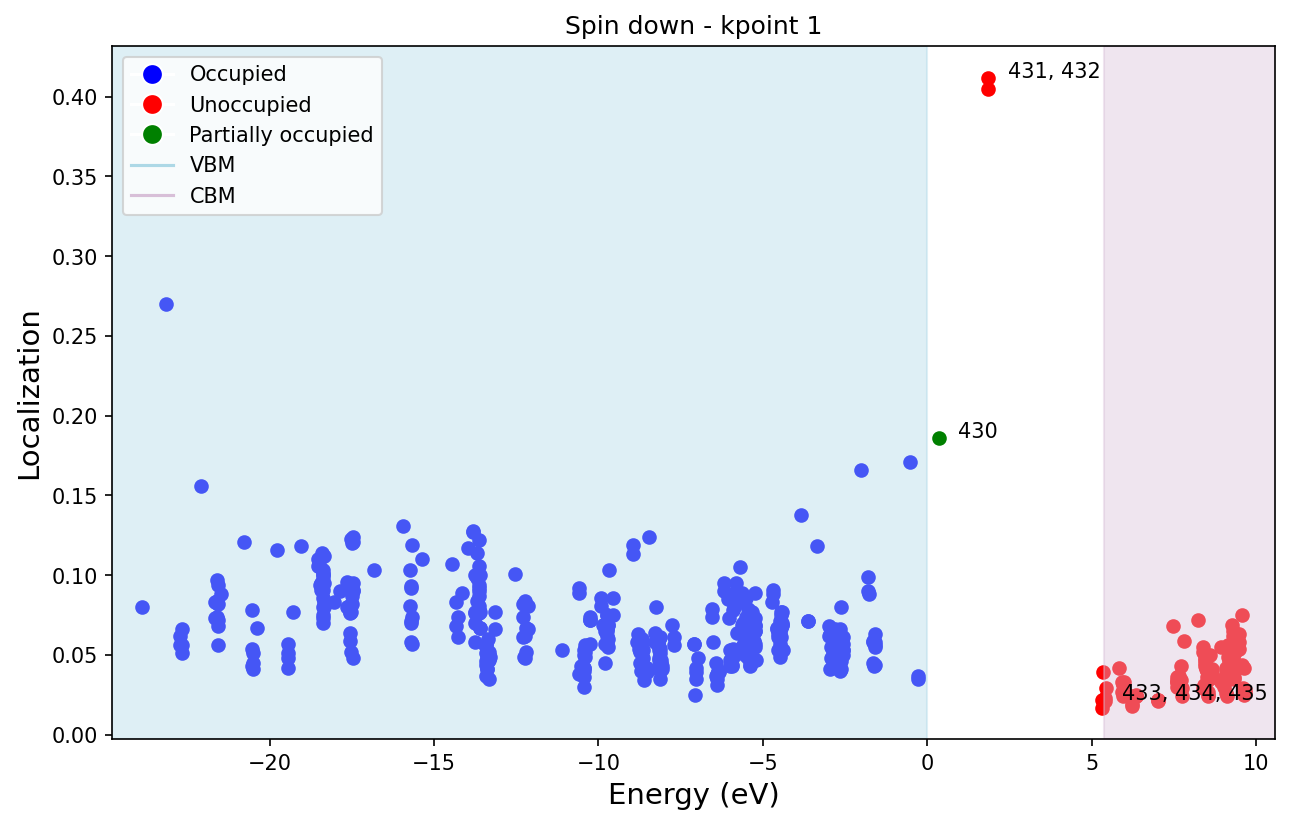 Spin down - kpoint 1
Occupied
Unoccupied
Partially occupied
VBM
CBM
431, 432
430
433, 434, 435
0.40
0.35
0.30
0.25
0.20
0.15
0.10
0.05
0.00
Localization
−20
−15
−10
−5
0
5
10
Energy (eV)